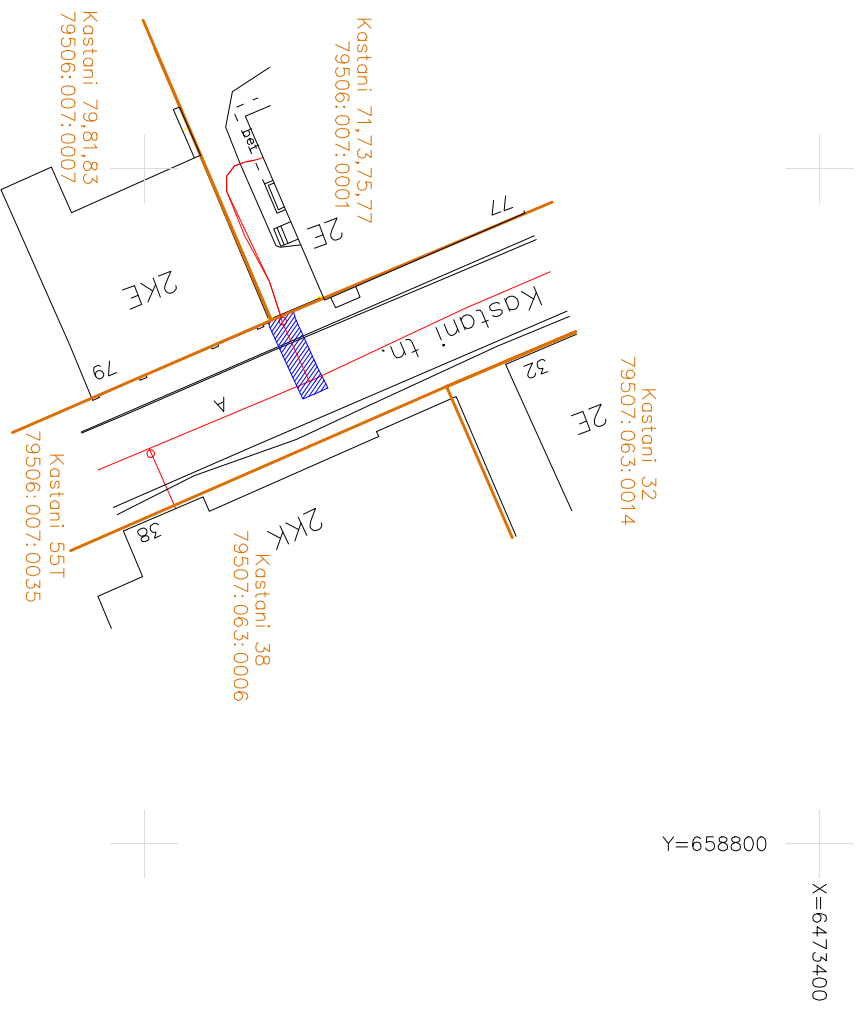 Kastani 79,81,83
79506:007:0007
Kastani 71,73,75,77
79506:007:0001
bet
2E
77
2KE
Kastani tn.
79
A
32
2E
Kastani 32
79507:063:0014
Kastani 55T
79506:007:0035
38
2KK
Kastani 38
79507:063:0006
Y=658800
X=6473400